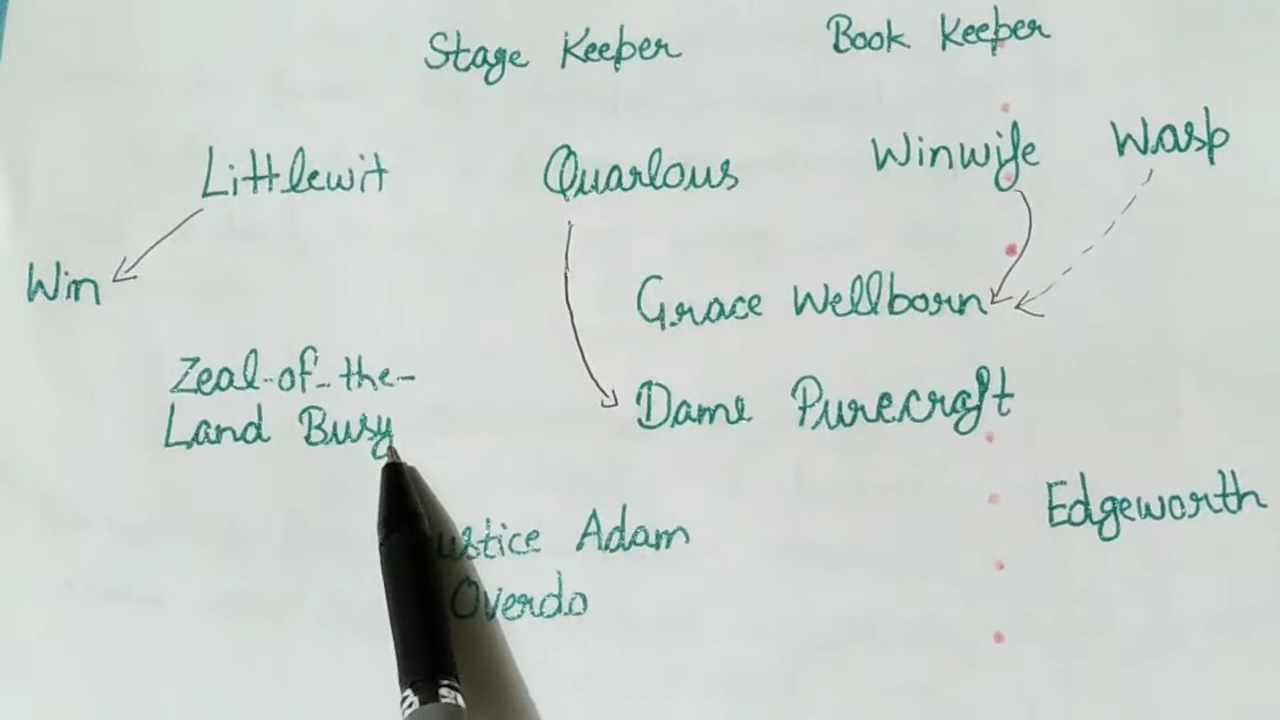 Stage Keeper
Book Keeper
Littlewit
Quarlous
Winwife
Wasp
Win
Grace Wellborn
Zeal-of-the-
Land Busy
Dame Purecraft
Edgeworth
ustice Adam
Overdo